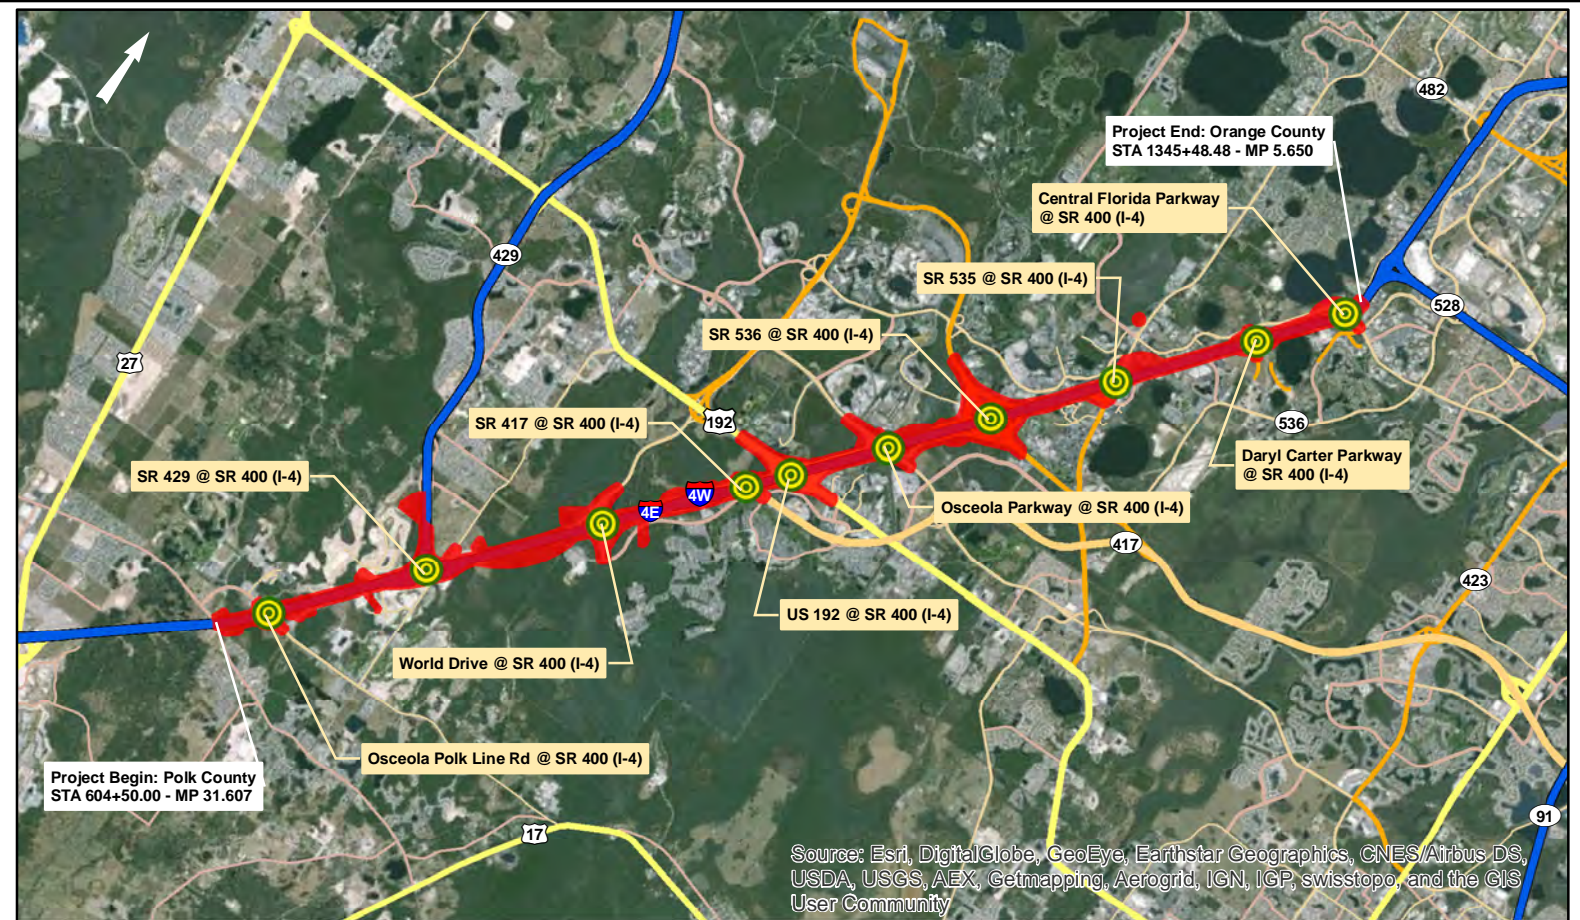 482
Project End: Orange County
STA 1345+48.48 - MP 5.650
Central Florida Parkway
@ SR 400 (I-4)
429
SR 535 @ SR 400 (I-4)
528
SR 536 @ SR 400 (I-4)
27
192
SR 417 @ SR 400 (I-4)
536
Daryl Carter Parkway
@ SR 400 (I-4)
SR 429 @ SR 400 (I-4)
4W
4E
Osceola Parkway @ SR 400 (I-4)
417
423
US 192 @ SR 400 (I-4)
World Drive @ SR 400 (I-4)
Osceola Polk Line Rd @ SR 400 (I-4)
Project Begin: Polk County
STA 604+50.00 - MP 31.607
17
91
Source: Esri, DigitalGlobe, GeoEye, Earthstar Geographics, CNES/Airbus DS,
USDA, USGS, AEX, Getmapping, Aerogrid, IGN, IGP, swisstopo, and the GIS
User Community